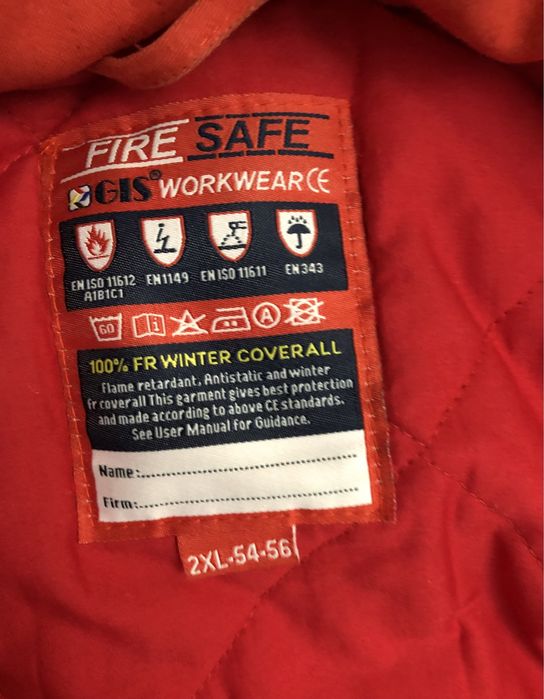 FIRE SAFE
GIS® WORKWEAR CE
EN ISO 11612 EN1149 EN ISO 11611 EN343
A1B1C1
60 i A
100% FR WINTER COVERALL
Flame retardant, Antistatic and winter
fr coverall This garment gives best protection
and made according to above CE standards.
See User Manual for Guidance.
Name:
Firm:
2XL-54-56